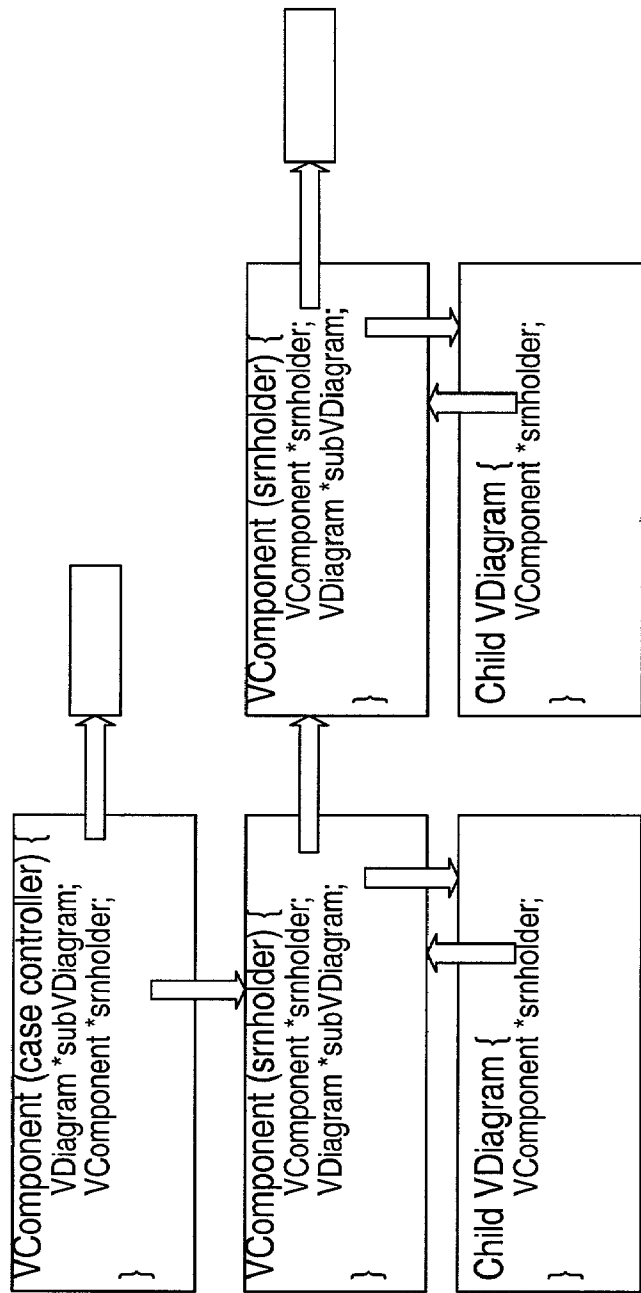 VComponent (case controller) {
VDiagram *subVDiagram;
VComponent *srnholder;
}
VComponent (srnholder) {
VComponent *srnholder;
VDiagram *subVDiagram;
}
Child VDiagram {
VComponent *srnholder;
}
VComponent (srnholder) {
VComponent *srnholder;
VDiagram *subVDiagram;
}
Child VDiagram {
VComponent *srnholder;
}